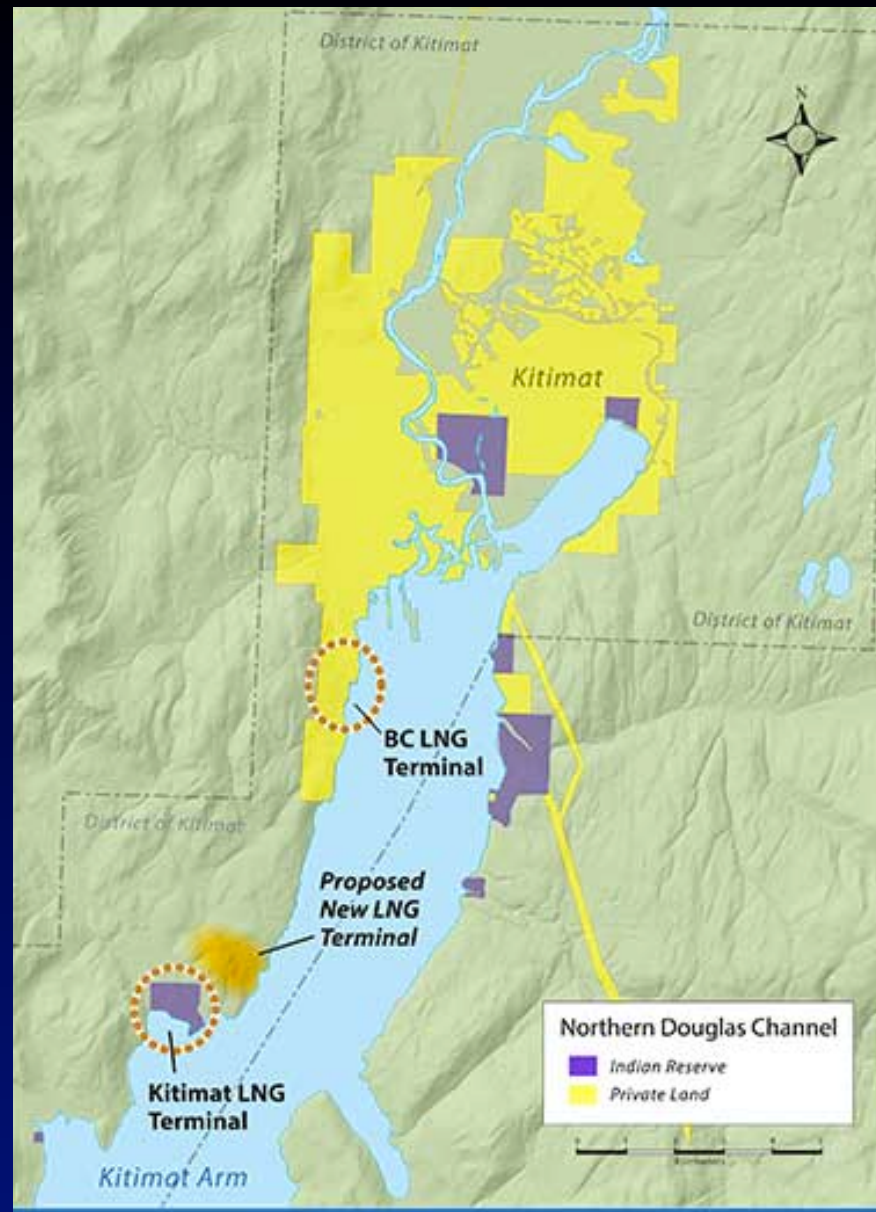 District of Kitimat
N
Kitimat
District of Kitimat
BC LNG
Terminal
District of Kitimat
Proposed
New LNG
Terminal
Northern Douglas Channel
Indian Reserve
Private Land
Kitimat LNG
Terminal
Kitimat Arm